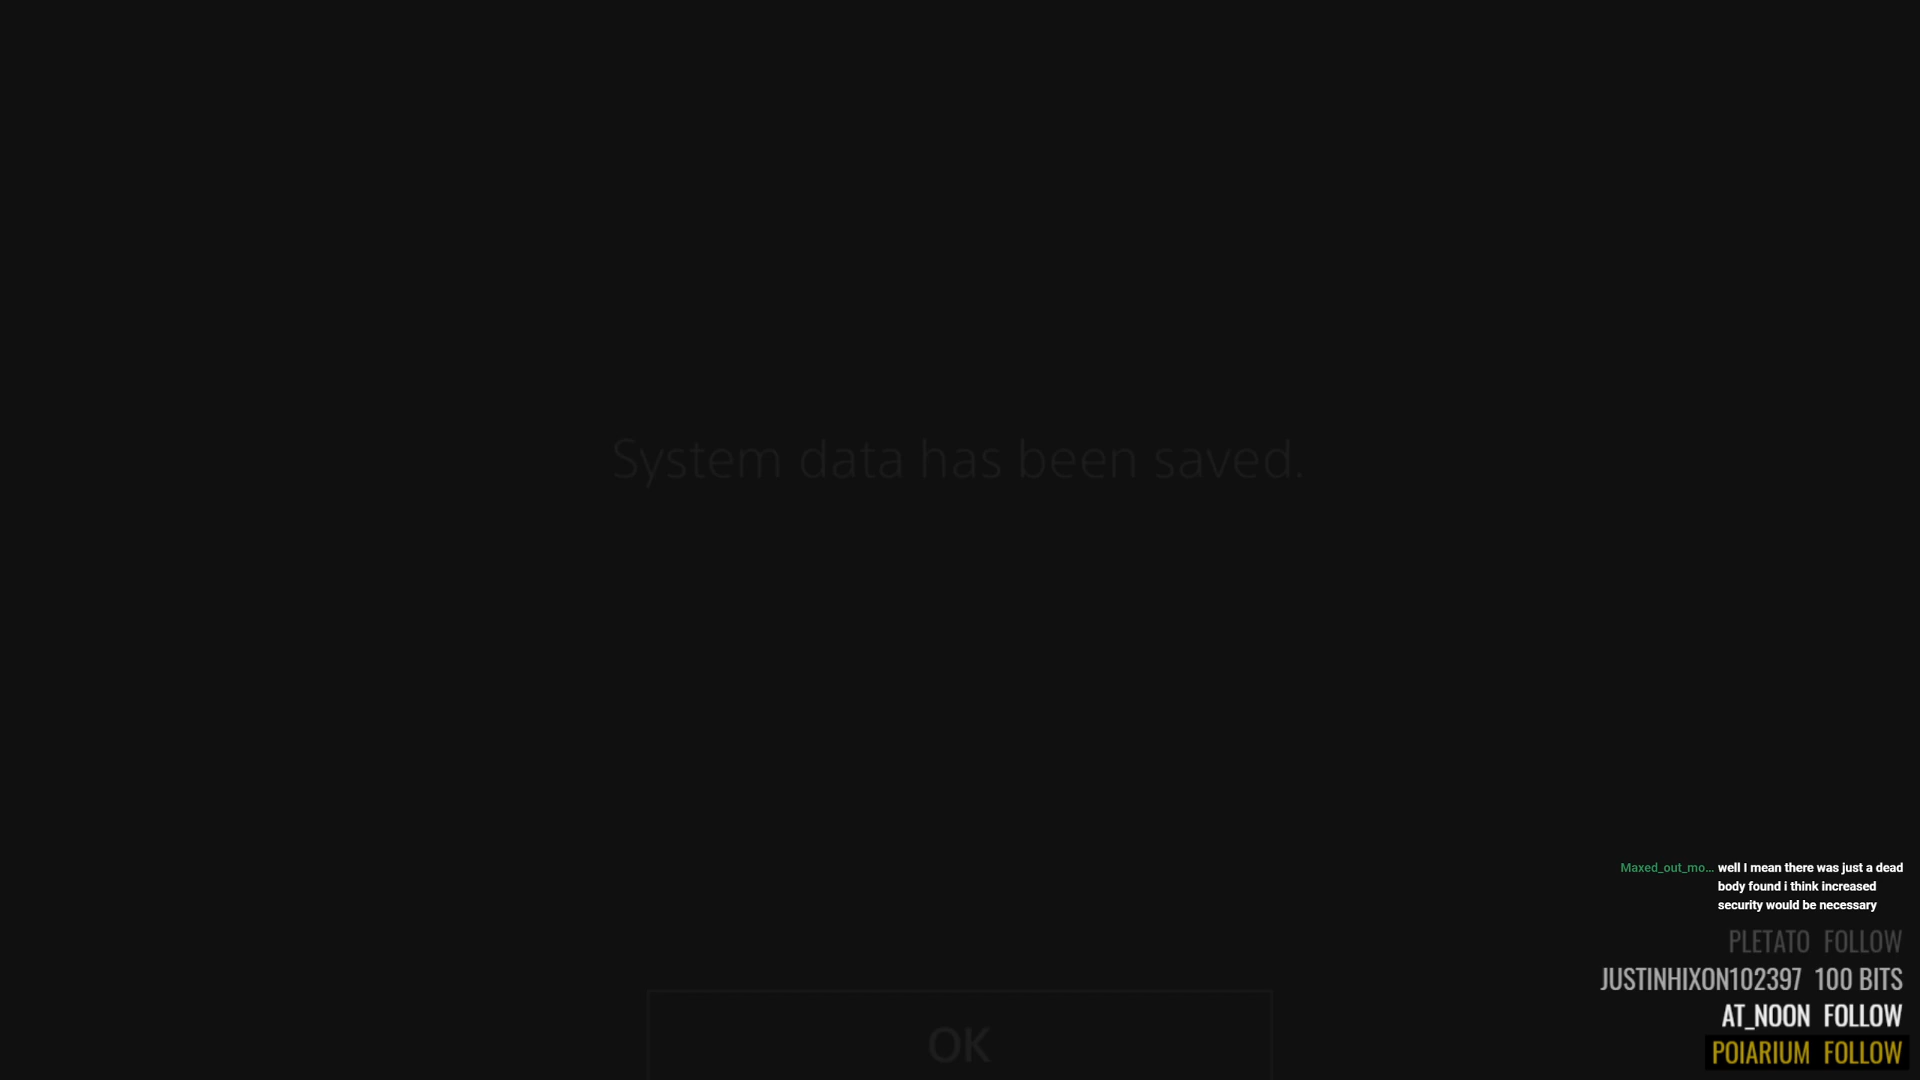 System data has been saved.
Maxed_out_mo... well I mean there was just a dead
body found i think increased
security would be necessary
PLETATO FOLLOW
JUSTINHIXON102397 100 BITS
AT_NOON FOLLOW
OK
POIARIUM FOLLOW